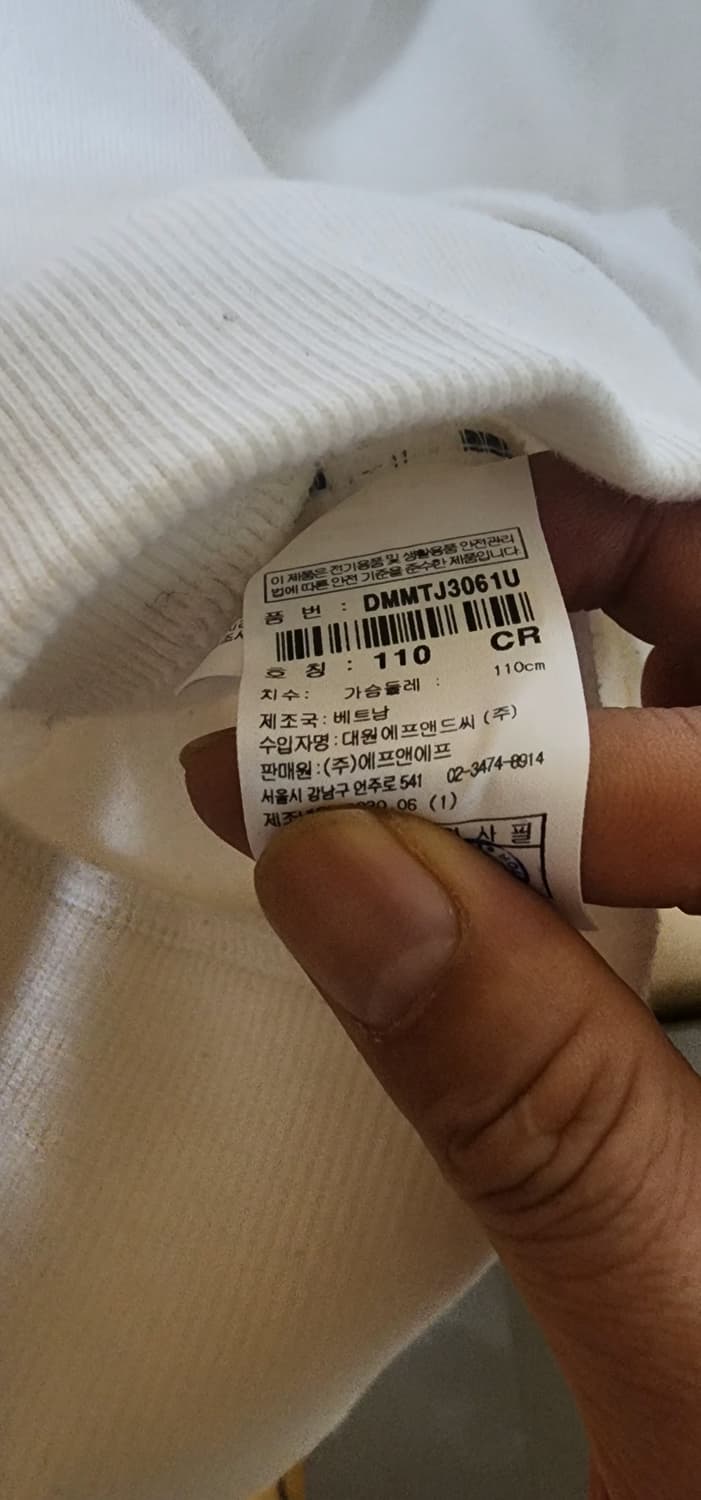 이 제품은 전기용품 및 생활용품 안전관리
법에 따른 안전 기준을 준수한 제품입니다.
품 번 : DMMTJ3061U
CR
호 칭 : 110
치수: 가슴둘레 : 110cm
제조국: 베트남
수입자명: 대원에프앤드씨 (주)
판매원: (주)에프앤에프
서울시 강남구 언주로 541 02-3474-8914
06 (1)
사 필